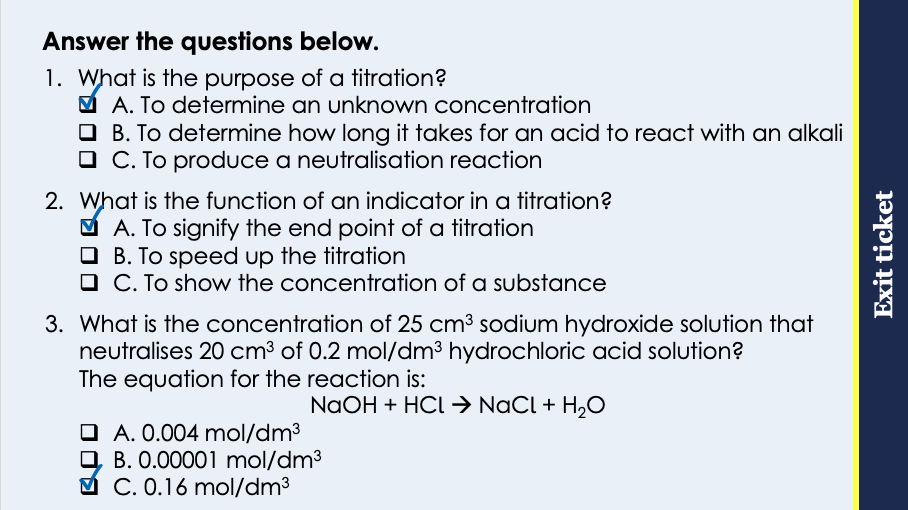 Answer the questions below.
1. What is the purpose of a titration?
A. To determine an unknown concentration
B. To determine how long it takes for an acid to react with an alkali
C. To produce a neutralisation reaction
2. What is the function of an indicator in a titration?
A. To signify the end point of a titration
B. To speed up the titration
C. To show the concentration of a substance
3. What is the concentration of 25 cm³ sodium hydroxide solution that
neutralises 20 cm³ of 0.2 mol/dm³ hydrochloric acid solution?
The equation for the reaction is:
NaOH + HCl → NaCl + H₂O
A. 0.004 mol/dm³
B. 0.00001 mol/dm³
C. 0.16 mol/dm³
Exit ticket